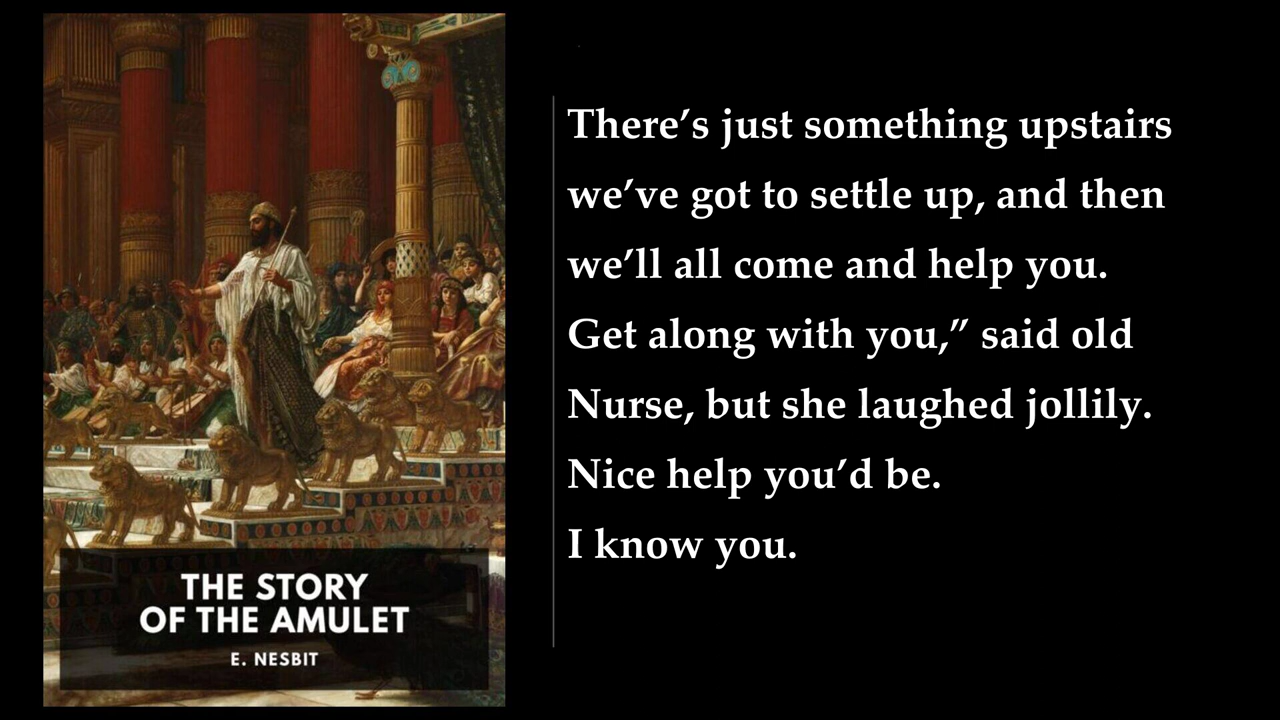 THE STORY
OF THE AMULET
E. NESBIT
There’s just something upstairs
we’ve got to settle up, and then
we’ll all come and help you.
Get along with you,” said old
Nurse, but she laughed jollily.
Nice help you’d be.
I know you.